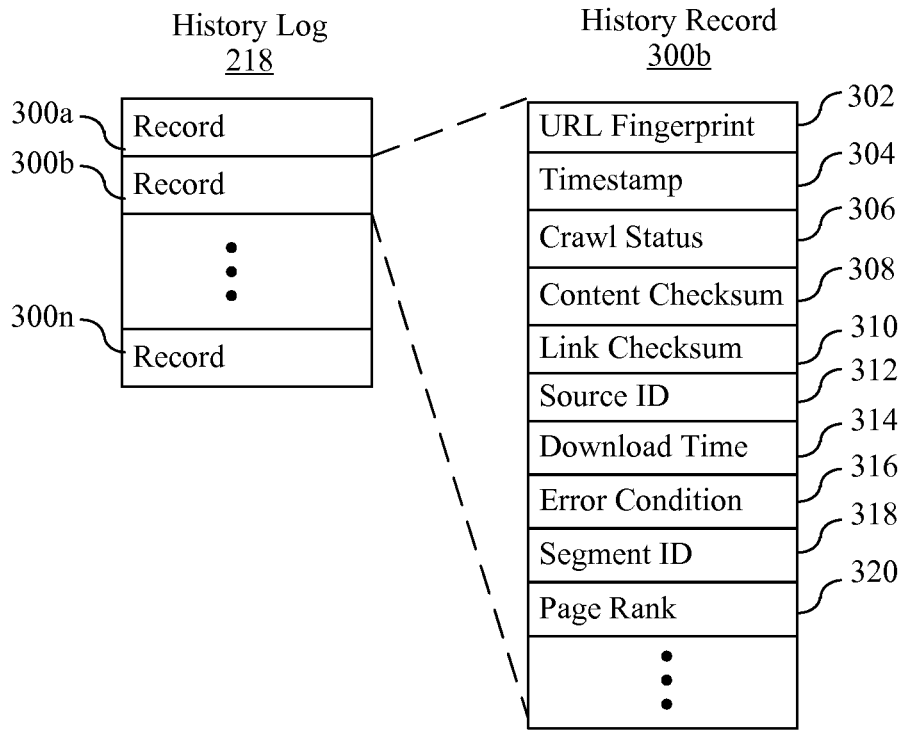 History Log
218
300a
Record
300b
Record
300n
Record
History Record
300b
URL Fingerprint
302
Timestamp
304
Crawl Status
306
Content Checksum
308
Link Checksum
310
Source ID
312
Download Time
314
Error Condition
316
Segment ID
318
Page Rank
320